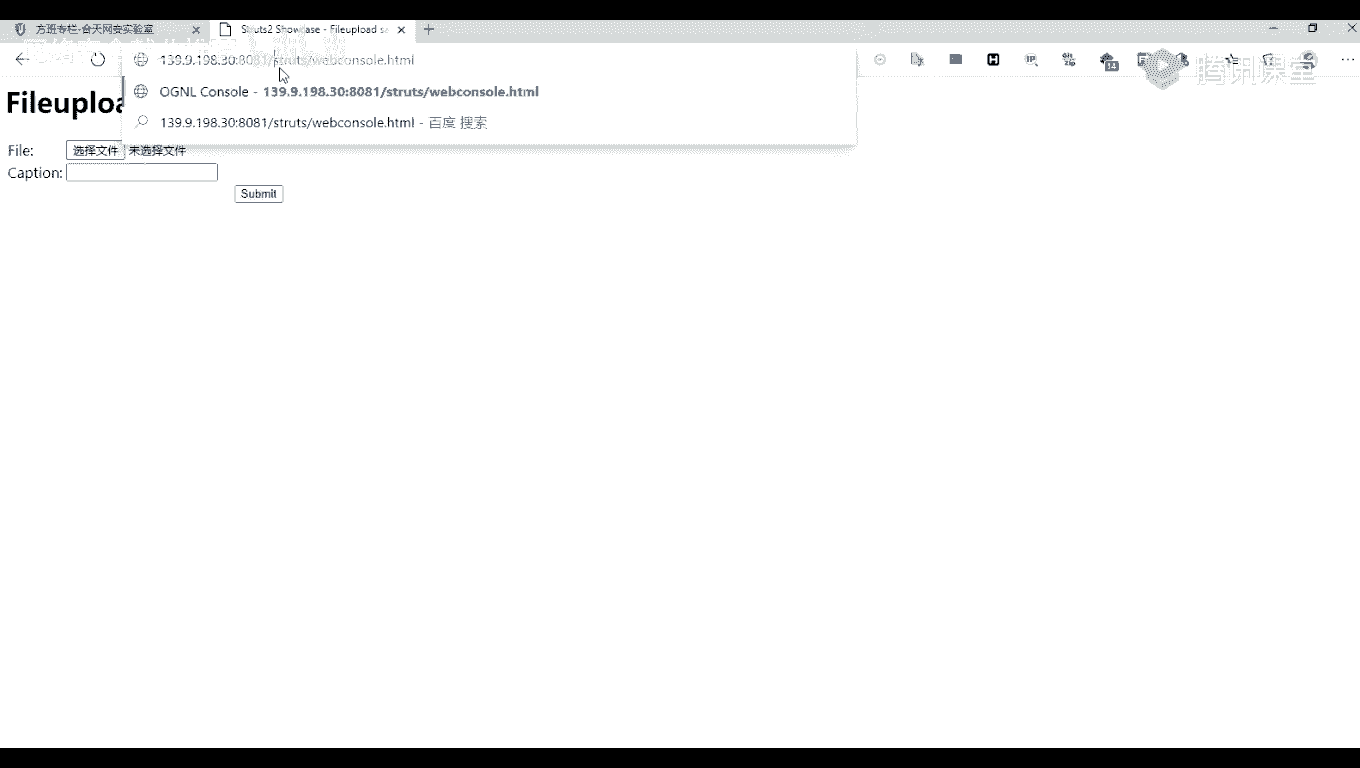 方班专栏-合天网安实验室
Struts2 Showcase - Fileupload sa
139.9.198.30:8081/struts/webconsole.html
OGNL Console - 139.9.198.30:8081/struts/webconsole.html
139.9.198.30:8081/struts/webconsole.html - 百度 搜索
Fileuploa
File: 选择文件 未选择文件
Caption:
Submit
14
腾讯课堂